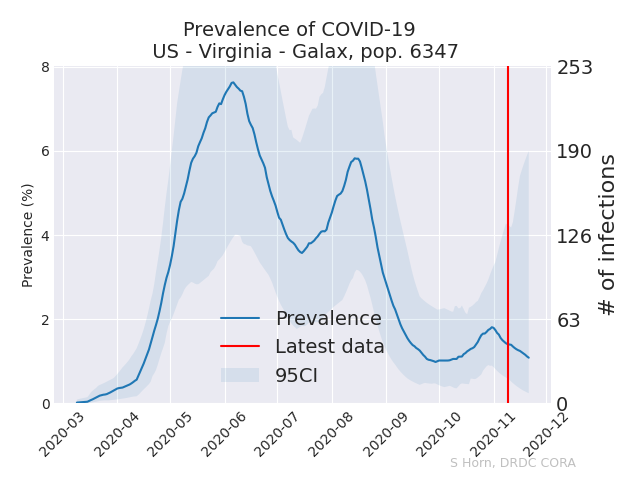 Prevalence of COVID-19
US - Virginia - Galax, pop. 6347
8
6
4
2
0
Prevalence (%)
253
190
126
63
0
# of infections
Prevalence
Latest data
95CI
2020-03
2020-04
2020-05
2020-06
2020-07
2020-08
2020-09
2020-10
2020-11
2020-12
S Horn, DRDC CORA